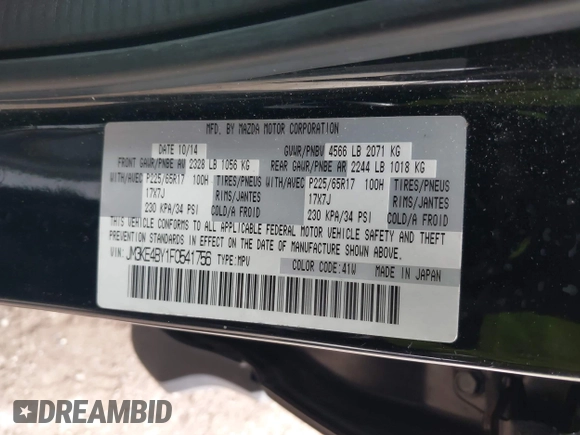 MFD. BY MAZDA MOTOR CORPORATION
DATE 10/14
GVWR/PNBV 4566 LB 2071 KG
FRONT GAWR/PNBE AV 2328 LB 1056 KG
REAR GAWR/PNBE AR 2244 LB 1018 KG
WITH/AVEC P225/65R17 100H TIRES/PNEUS
17X7J RIMS/JANTES
230 KPA/34 PSI COLD/A FROID
WITH/AVEC P225/65R17 100H TIRES/PNEUS
17X7J RIMS/JANTES
230 KPA/34 PSI COLD/A FROID
THIS VEHICLE CONFORMS TO ALL APPLICABLE FEDERAL MOTOR VEHICLE SAFETY AND
THEFT PREVENTION STANDARDS IN EFFECT ON THE DATE OF MANUFACTURE SHOWN ABOVE.
JM3KE4BY1F0541756 TYPE:MPV
COLOR CODE:41W MADE IN JAPAN
DREAMBID